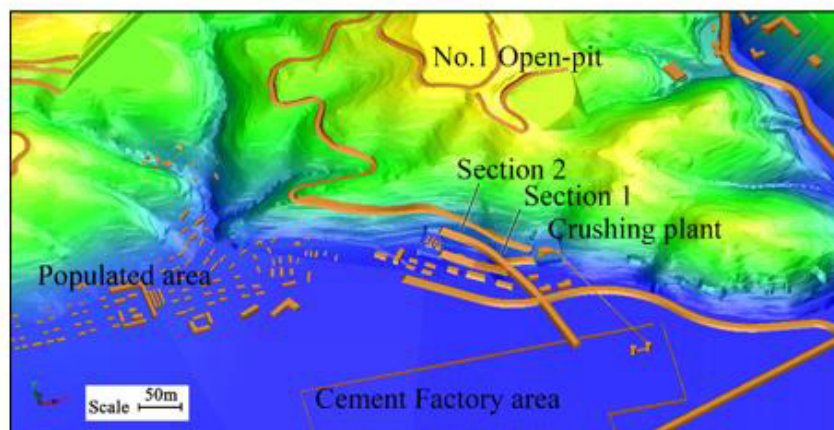 No.1 Open-pit
Section 2
Section 1
Crushing plant
Populated area
50m
Scale
Cement Factory area